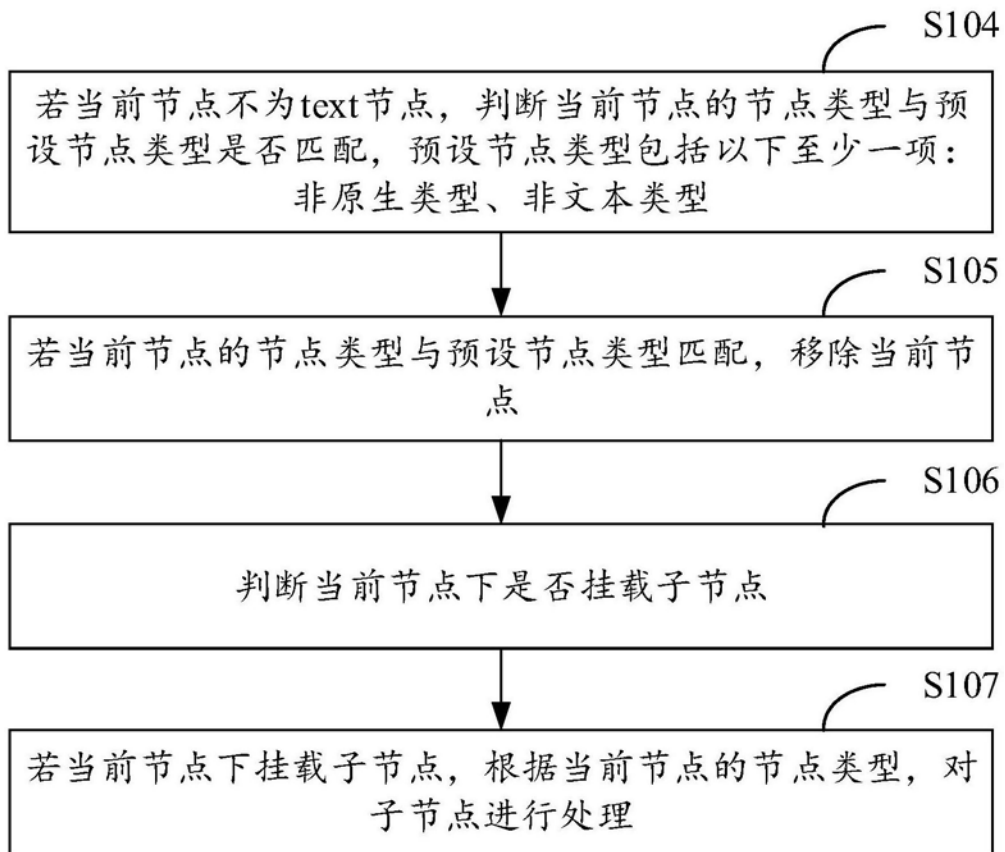 S104
若当前节点不为text节点，判断当前节点的节点类型与预
设节点类型是否匹配，预设节点类型包括以下至少一项：
非原生类型、非文本类型
S105
若当前节点的节点类型与预设节点类型匹配，移除当前节
点
S106
判断当前节点下是否挂载子节点
S107
若当前节点下挂载子节点，根据当前节点的节点类型，对
子节点进行处理